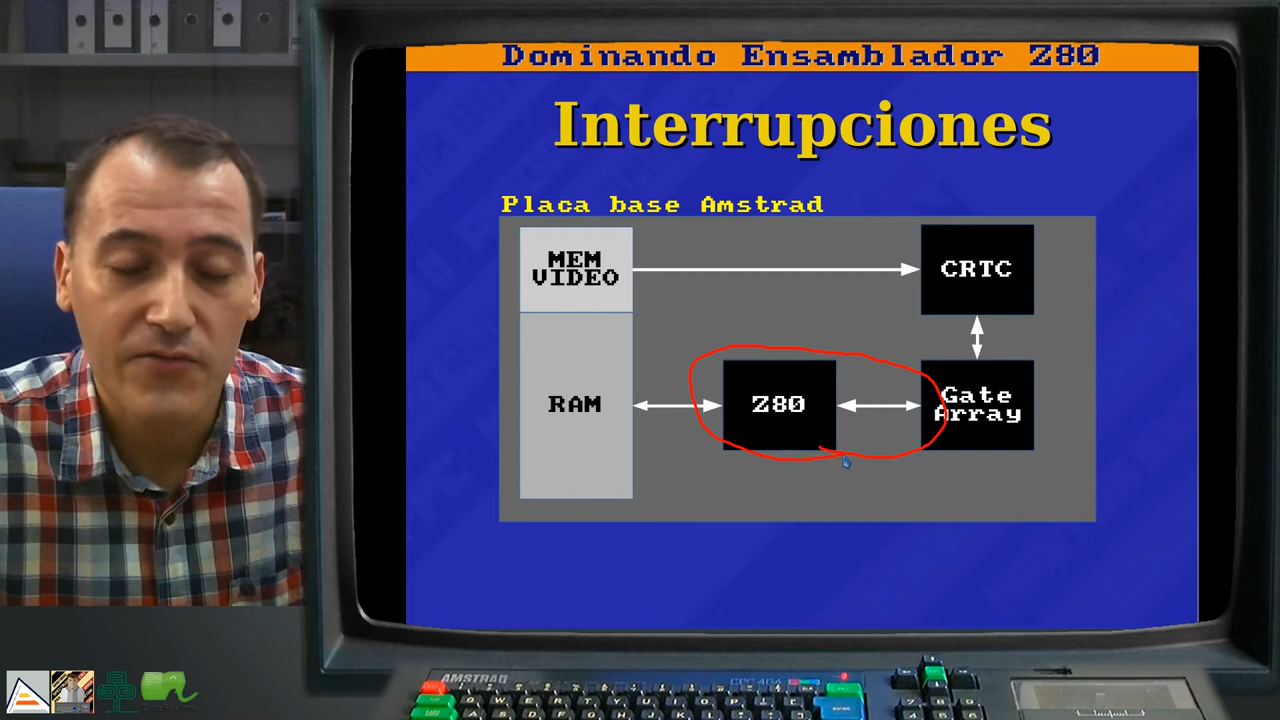 Dominando Ensamblador Z80
Interrupciones
Placa base Amstrad
MEM
VIDEO
CRTC
RAM
Z80
Gate
Array
AMSTRAD